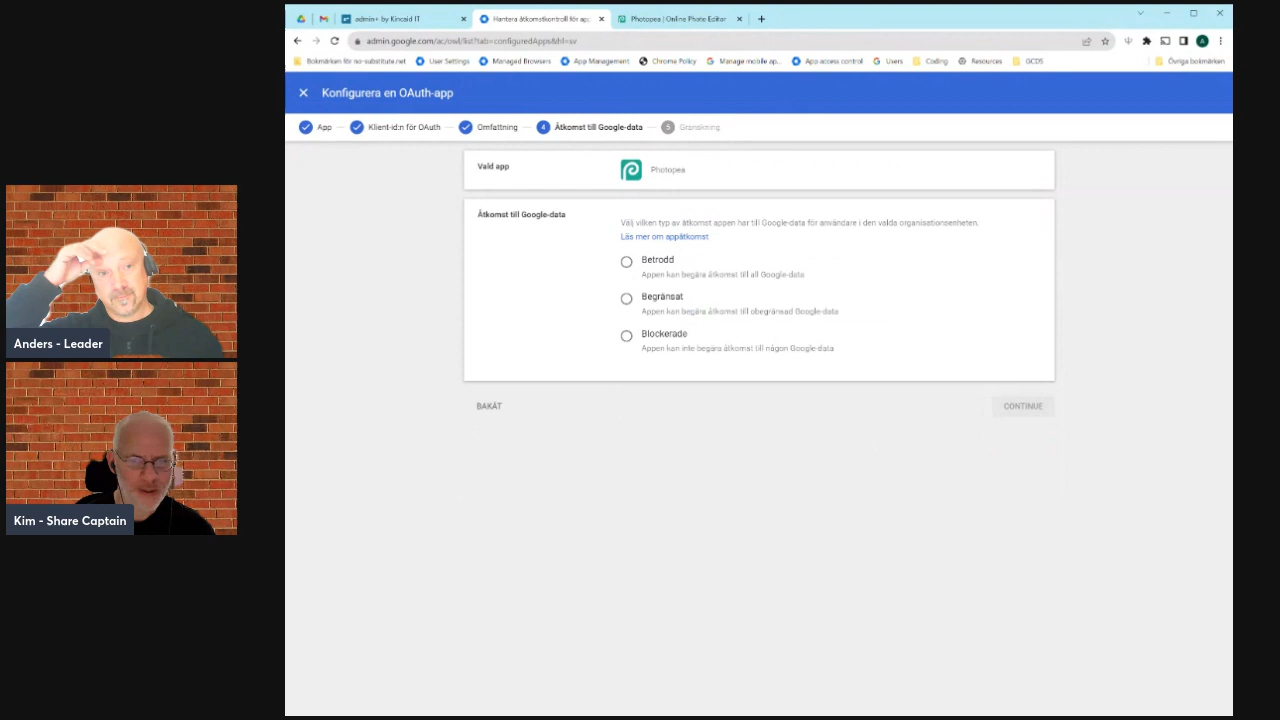 admin+ by Kincaid IT
Hantera åtkomstkontroll för ap
Photopea | Online Photo Editor
admin.google.com/ac/owl/list?tab=configuredApps&hl=sv
Bokmärken för no-substitute.net
User Settings
Managed Browsers
App Management
Chrome Policy
Manage mobile ap...
App access control
Users
Coding
Resources
GCDS
Övriga bokmärken
Konfigurera en OAuth-app
App
Klient-id:n för OAuth
Omfattning
4 Åtkomst till Google-data
5 Granskning
Vald app
Photopea
Åtkomst till Google-data
Välj vilken typ av åtkomst appen har till Google-data för användare i den valda organisationsenheten.
Läs mer om appåtkomst
Betrodd
Appen kan begära åtkomst till all Google-data
Begränsat
Appen kan begära åtkomst till obegränsad Google-data
Blockerade
Appen kan inte begära åtkomst till någon Google-data
BAKÅT
CONTINUE
Anders - Leader
Kim - Share Captain